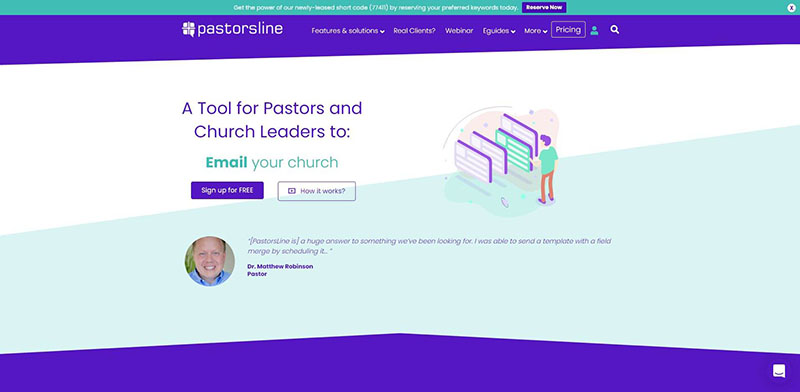 Get the power of our newly-leased short code (77411) by reserving your preferred keywords today. Reserve Now X
pastorsline Features & solutions Real Clients? Webinar Eguides More Pricing
A Tool for Pastors and
Church Leaders to:
Email your church
Sign up for FREE How it works?
"[PastorsLine is] a huge answer to something we've been looking for. I was able to send a template with a field
merge by scheduling it... "
Dr. Matthew Robinson
Pastor